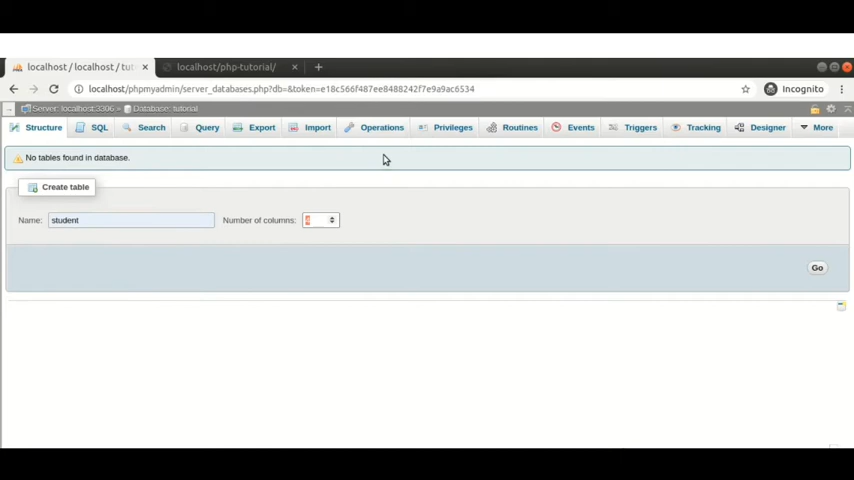 localhost / localhost / tut
localhost/php-tutorial/
localhost/phpmyadmin/server_databases.php?db=&token=e18c566f487ee8488242f7e9a9ac6534
Incognito
Server: localhost:3306 » Database: tutorial
Structure SQL Search Query Export Import Operations Privileges Routines Events Triggers Tracking Designer More
No tables found in database.
Create table
Name: student Number of columns: 4
Go